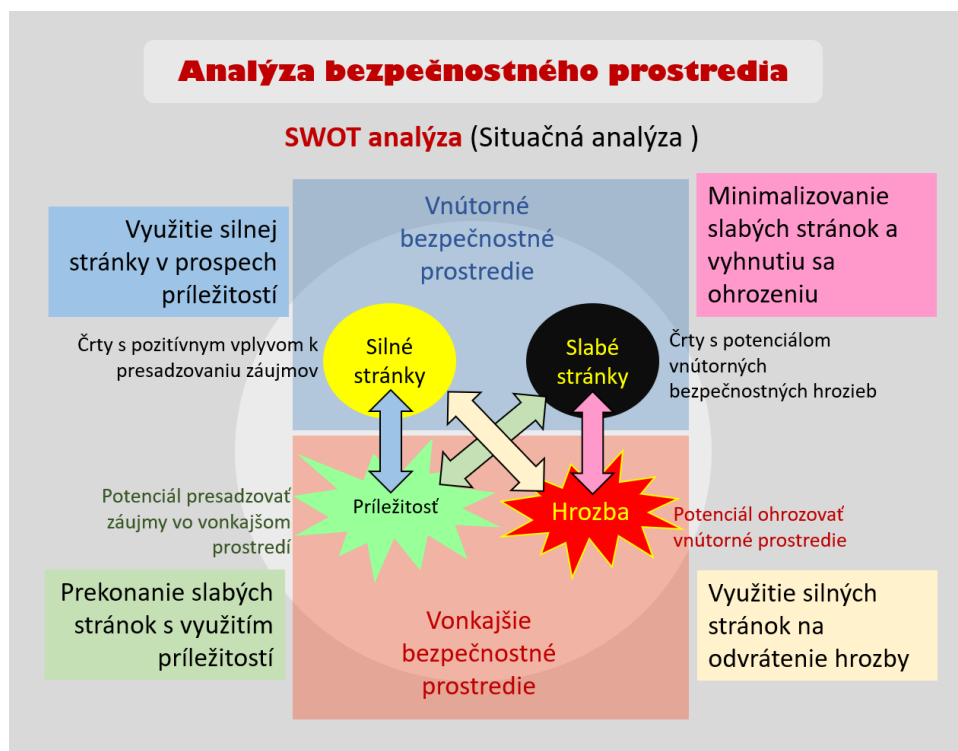 Analýza bezpečnostného prostredia
SWOT analýza (Situačná analýza )
Využitie silnej
stránky v prospech
príležitostí
Vnútorné
bezpečnostné
prostredie
Minimalizovanie
slabých stránok a
vyhnutiu sa
ohrozeniu
Črty s pozitívnym vplyvom k
presadzovaniu záujmov
Silné
stránky
Slabé
stránky
Črty s potenciálom
vnútorných
bezpečnostných hrozieb
Potenciál presadzovať
záujmy vo vonkajšom
prostredí
Príležitosť
Hrozba
Potenciál ohrozovať
vnútorné prostredie
Prekonanie slabých
stránok s využitím
príležitostí
Vonkajšie
bezpečnostné
prostredie
Využitie silných
stránok na
odvrátenie hrozby